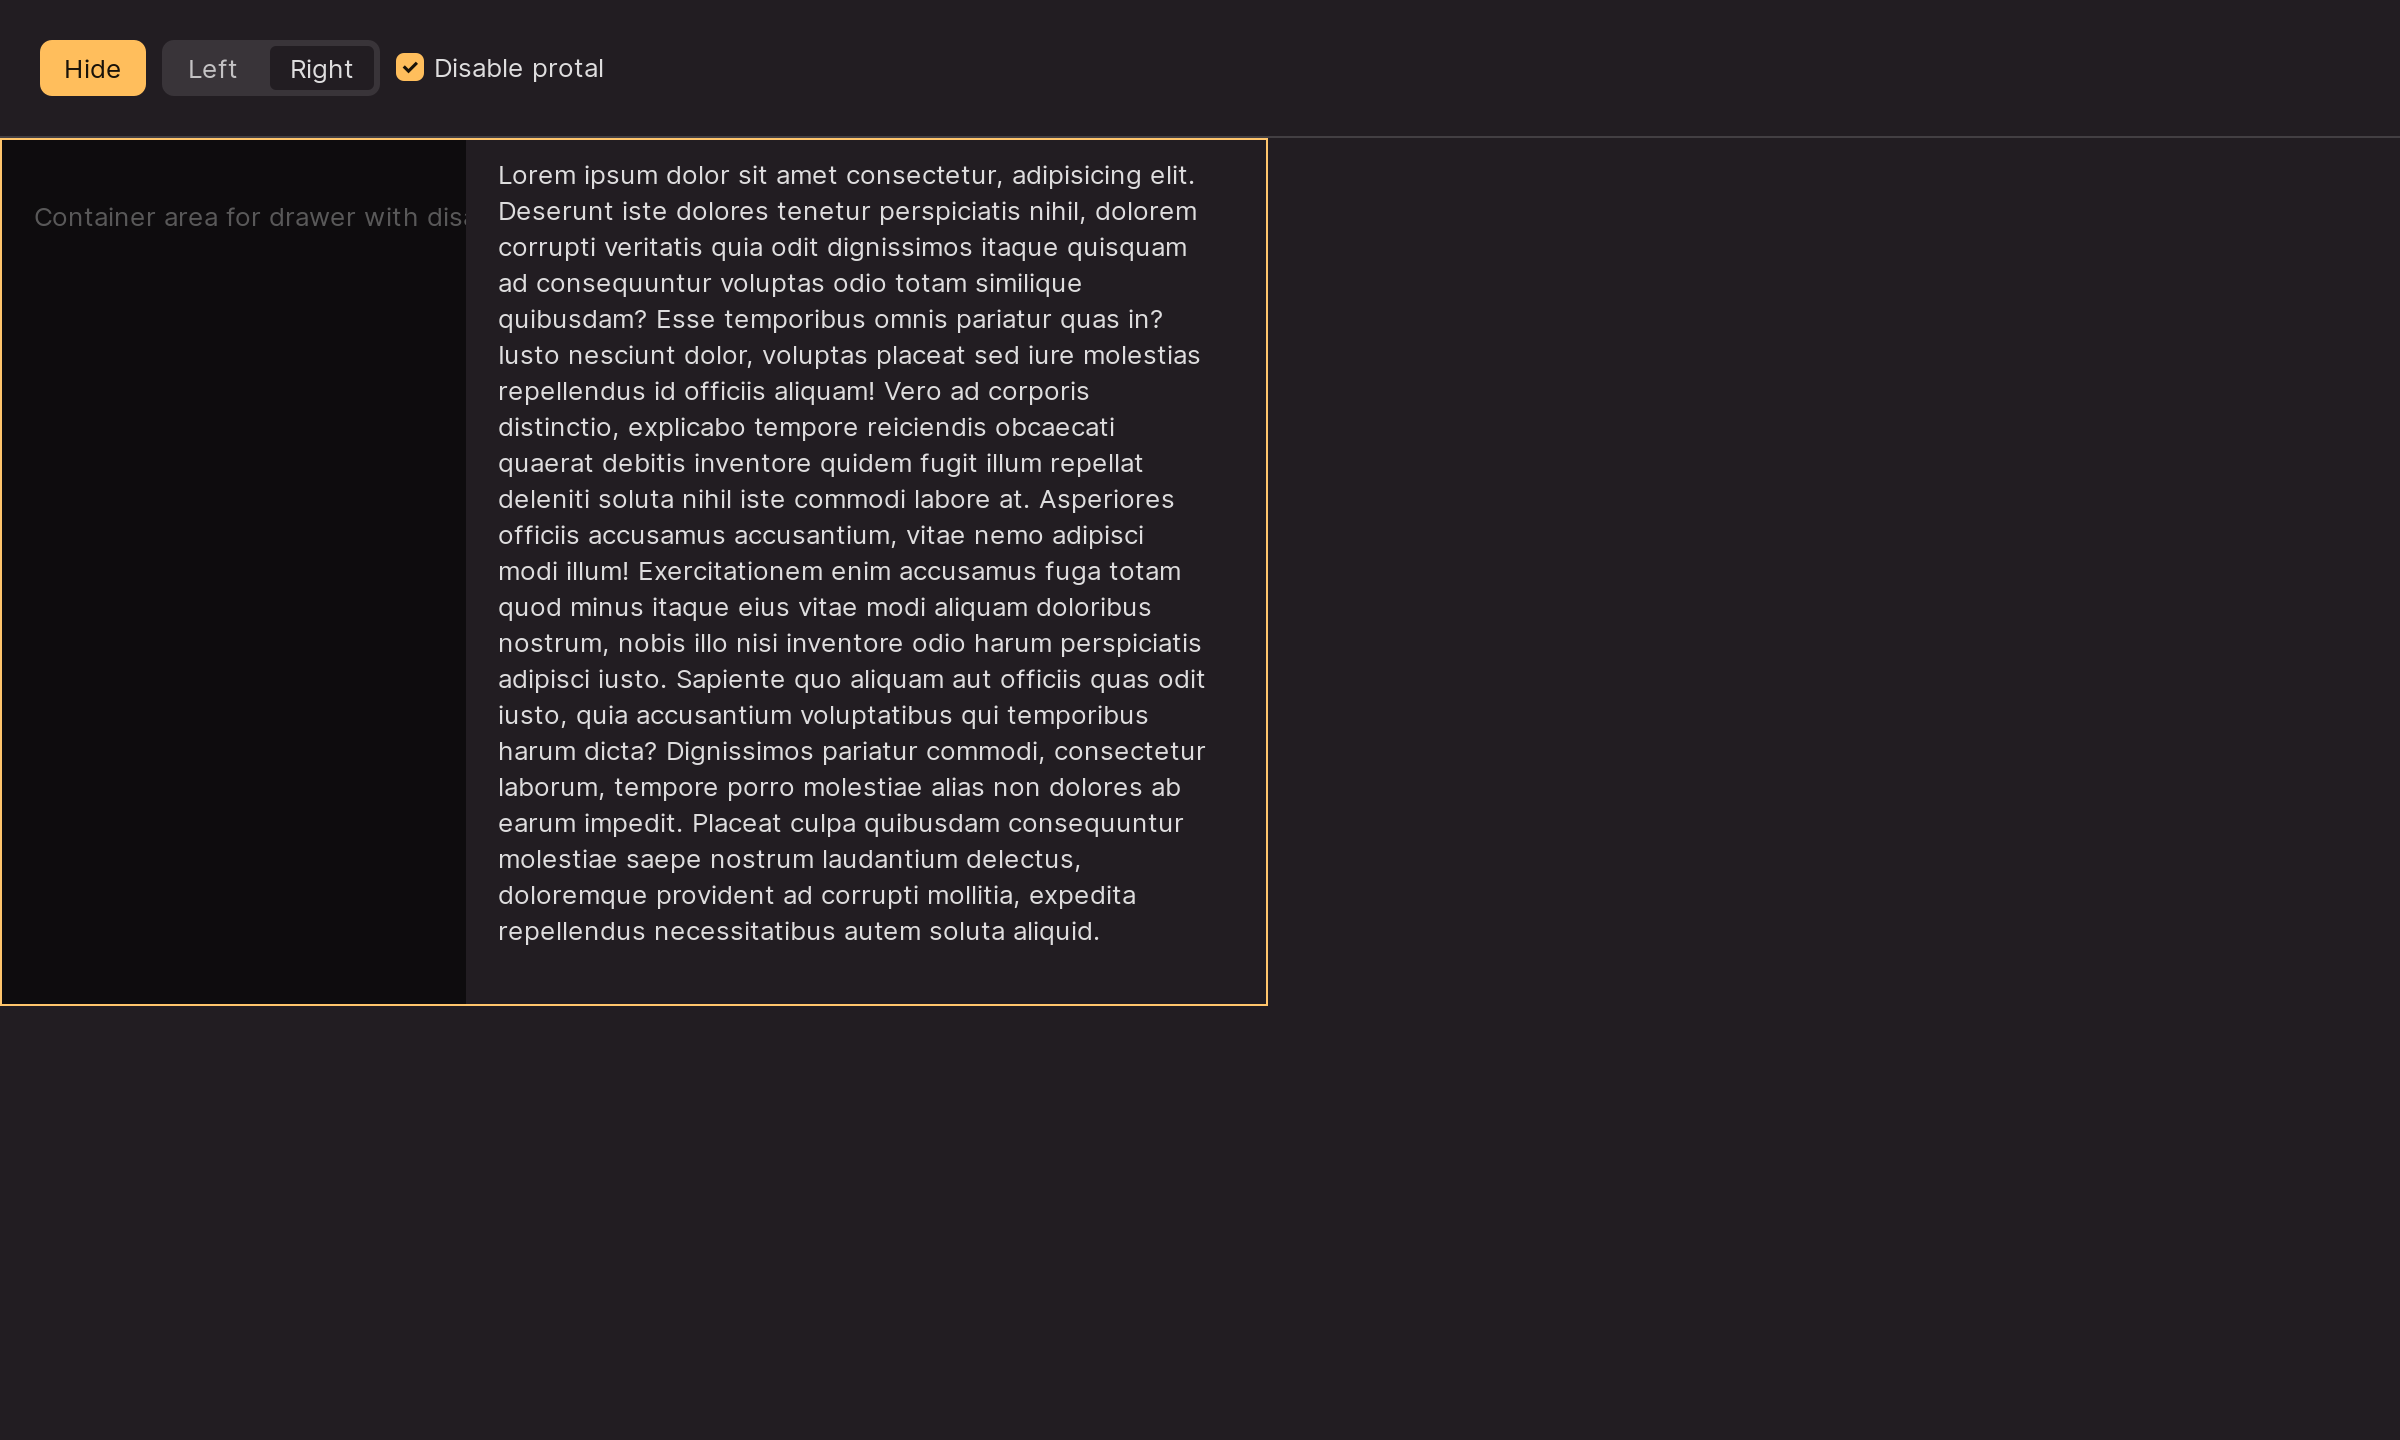 Hide
Left
Right
Disable protal
Container area for drawer with
Lorem ipsum dolor sit amet consectetur, adipisicing elit.
Deserunt iste dolores tenetur perspiciatis nihil, dolorem
corrupti veritatis quia odit dignissimos itaque quisquam
ad consequuntur voluptas odio totam similique
quibusdam? Esse temporibus omnis pariatur quas in?
Iusto nesciunt dolor, voluptas placeat sed iure molestias
repellendus id officiis aliquam! Vero ad corporis
distinctio, explicabo tempore reiciendis obcaecati
quaerat debitis inventore quidem fugit illum repellat
deleniti soluta nihil iste commodi labore at. Asperiores
officiis accusamus accusantium, vitae nemo adipisci
modi illum! Exercitationem enim accusamus fuga totam
quod minus itaque eius vitae modi aliquam doloribus
nostrum, nobis illo nisi inventore odio harum perspiciatis
adipisci iusto. Sapiente quo aliquam aut officiis quas odit
iusto, quia accusantium voluptatibus qui temporibus
harum dicta? Dignissimos pariatur commodi, consectetur
laborum, tempore porro molestiae alias non dolores ab
earum impedit. Placeat culpa quibusdam consequuntur
molestiae saepe nostrum laudantium delectus,
doloremque provident ad corrupti mollitia, expedita
repellendus necessitatibus autem soluta aliquid.